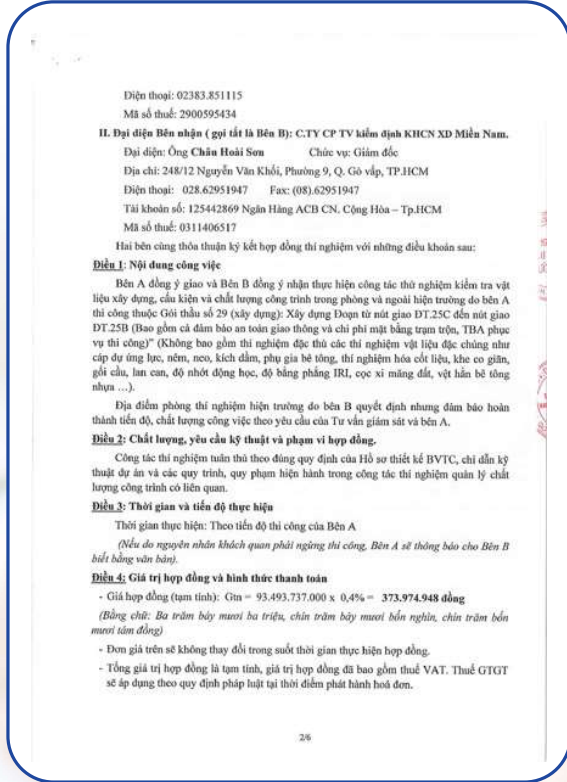 Điện thoại: 02383.851115
Mã số thuế: 2900595434
II. Đại diện Bên nhận ( gọi tắt là Bên B): C.TY CP TV kiểm định KHCN XD Miền Nam.
Đại diện: Ông Châu Hoài Sơn Chức vụ: Giám đốc
Địa chỉ: 248/12 Nguyễn Văn Khối, Phường 9, Q. Gò vấp, TP.HCM
Điện thoại: 028.62951947 Fax: (08).62951947
Tài khoản số: 125442869 Ngân Hàng ACB CN. Cộng Hòa – Tp.HCM
Mã số thuế: 0311406517
Hai bên cùng thỏa thuận ký kết hợp đồng thí nghiệm với những điều khoản sau:
Điều 1: Nội dung công việc
Bên A đồng ý giao và Bên B đồng ý nhận thực hiện công tác thử nghiệm kiểm tra vật
liệu xây dựng, cấu kiện và chất lượng công trình trong phòng và ngoài hiện trường do bên A
thi công thuộc Gói thầu số 29 (xây dựng): Xây dựng Đoạn từ nút giao ĐT.25C đến nút giao
ĐT.25B (Bao gồm cả đảm bảo an toàn giao thông và chi phí mặt bằng trạm trộn, TBA phục
vụ thi công)" (Không bao gồm thí nghiệm đặc thù các thí nghiệm vật liệu đặc chủng như
cáp dự ứng lực, nêm, neo, kích dầm, phụ gia bê tông, thí nghiệm hóa cốt liệu, khe co giãn,
gối cầu, lan can, độ nhớt động học, độ bằng phẳng IRI, cọc xi măng đất, vệt hằn bê tông
nhựa ...).
Địa điểm phòng thí nghiệm hiện trường do bên B quyết định nhưng đảm bảo hoàn
thành tiến độ, chất lượng công việc theo yêu cầu của Tư vấn giám sát và bên A.
Điều 2: Chất lượng, yêu cầu kỹ thuật và phạm vi hợp đồng.
Công tác thí nghiệm tuân thủ theo đúng quy định của Hồ sơ thiết kế BVTC, chỉ dẫn kỹ
thuật dự án và các quy trình, quy phạm hiện hành trong công tác thí nghiệm quản lý chất
lượng công trình có liên quan.
Điều 3: Thời gian và tiến độ thực hiện
Thời gian thực hiện: Theo tiến độ thi công của Bên A
(Nếu do nguyên nhân khách quan phải ngừng thi công, Bên A sẽ thông báo cho Bên B
biết bằng văn bản).
Điều 4: Giá trị hợp đồng và hình thức thanh toán
- Giá hợp đồng (tạm tính): Gtn = 93.493.737.000 x 0,4% = 373.974.948 đồng
(Bằng chữ: Ba trăm bảy mươi ba triệu, chín trăm bảy mươi bốn nghìn, chín trăm bốn
mươi tám đồng)
- Đơn giá trên sẽ không thay đổi trong suốt thời gian thực hiện hợp đồng.
- Tổng giá trị hợp đồng là tạm tính, giá trị hợp đồng đã bao gồm thuế VAT. Thuế GTGT
sẽ áp dụng theo quy định pháp luật tại thời điểm phát hành hoá đơn.
2/6